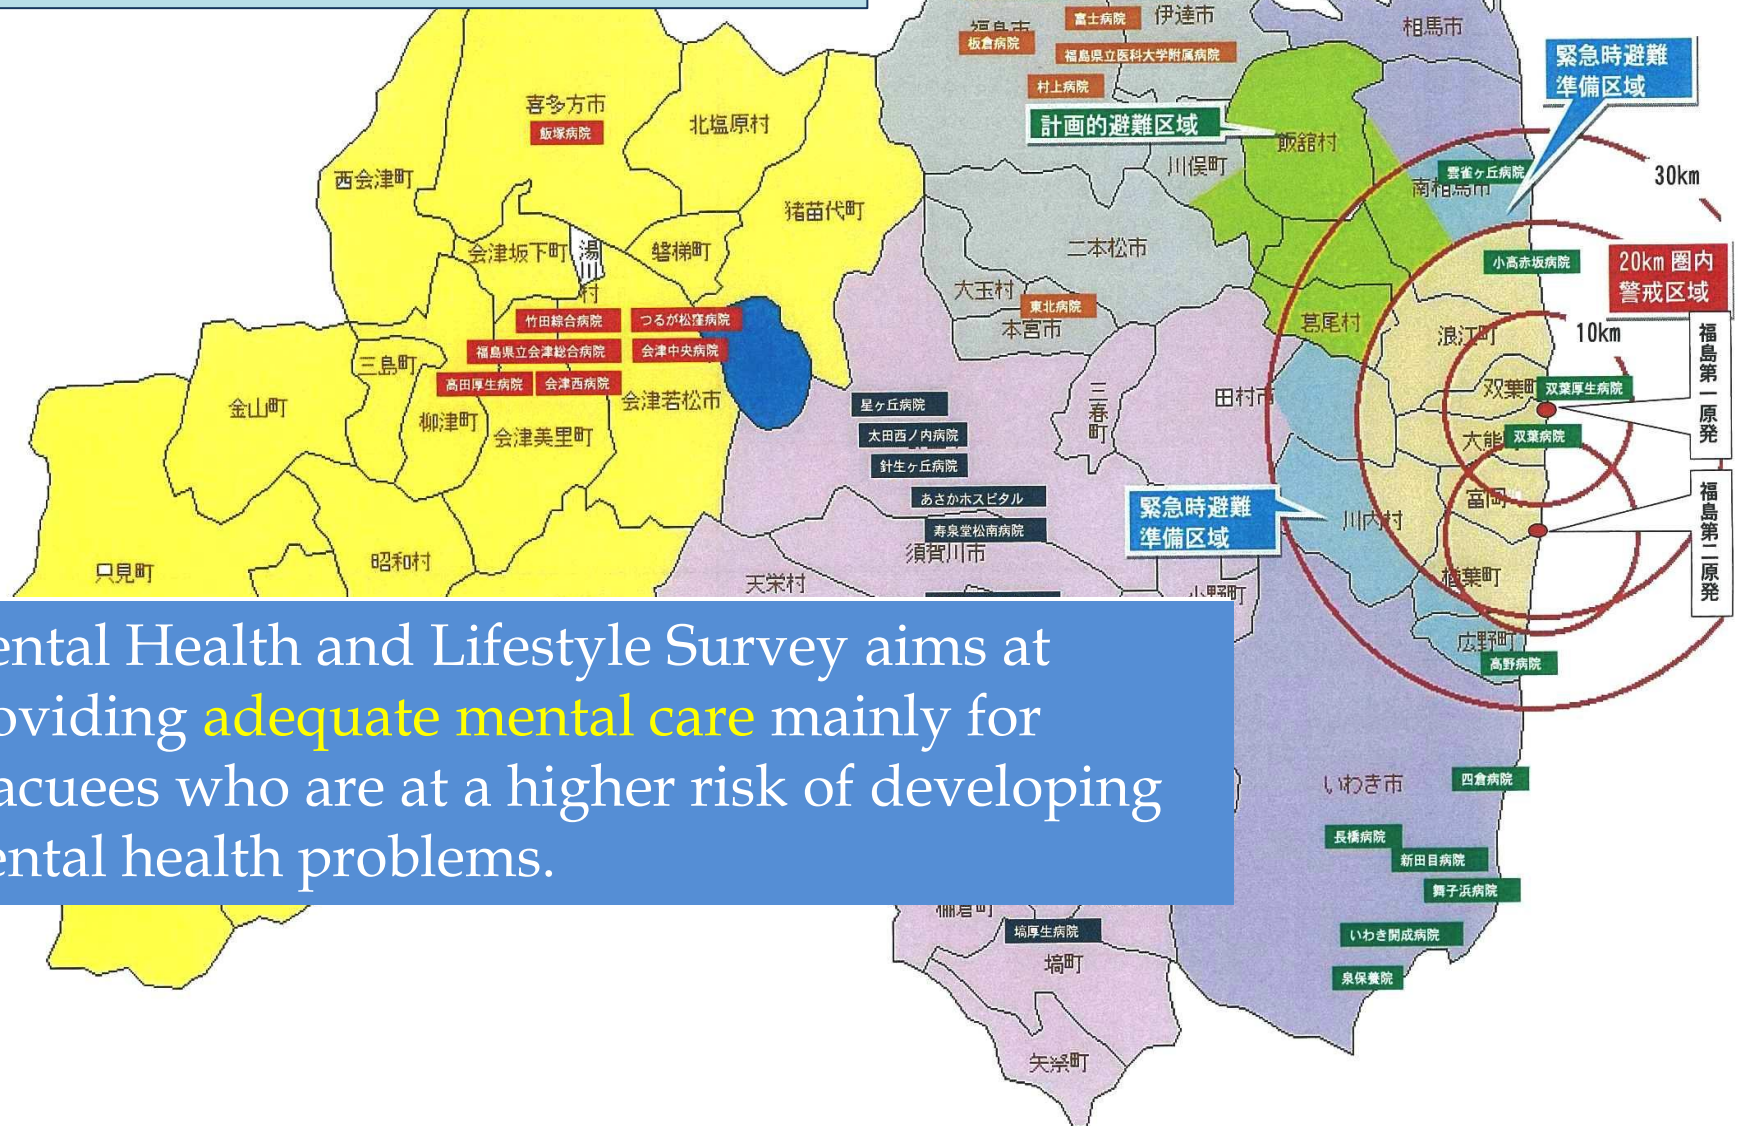 富士病院
伊達市
福島市
相馬市
板倉病院
福島県立医科大学附属病院
緊急時避難
準備区域
村上病院
喜多方市
飯塚病院
北塩原村
計画的避難区域
飯舘村
川俣町
西会津町
雲雀ヶ丘病院
南相馬市
30km
猪苗代町
会津坂下町
湯
川
村
磐梯町
二本松市
小高赤坂病院
20km圏内
警戒区域
大玉村
東北病院
本宮市
葛尾村
浪江町
10km
福島第一原発
竹田綜合病院
つるが松窪病院
福島県立会津総合病院
会津中央病院
三島町
高田厚生病院
会津西病院
会津若松市
金山町
柳津町
会津美里町
三春町
田村市
双葉町
双葉厚生病院
星ヶ丘病院
太田西ノ内病院
双葉病院
針生ヶ丘病院
あさかホスピタル
富岡
緊急時避難
準備区域
川内村
福島第二原発
寿泉堂松南病院
須賀川市
只見町
昭和村
天栄村
小野町
楢葉町
広野町
高野病院
ental Health and Lifestyle Survey aims at
oviding adequate mental care mainly for
acuees who are at a higher risk of developing
ental health problems.
いわき市
四倉病院
長橋病院
新田目病院
舞子浜病院
棚倉町
塙厚生病院
いわき開成病院
塙町
泉保養院
矢祭町